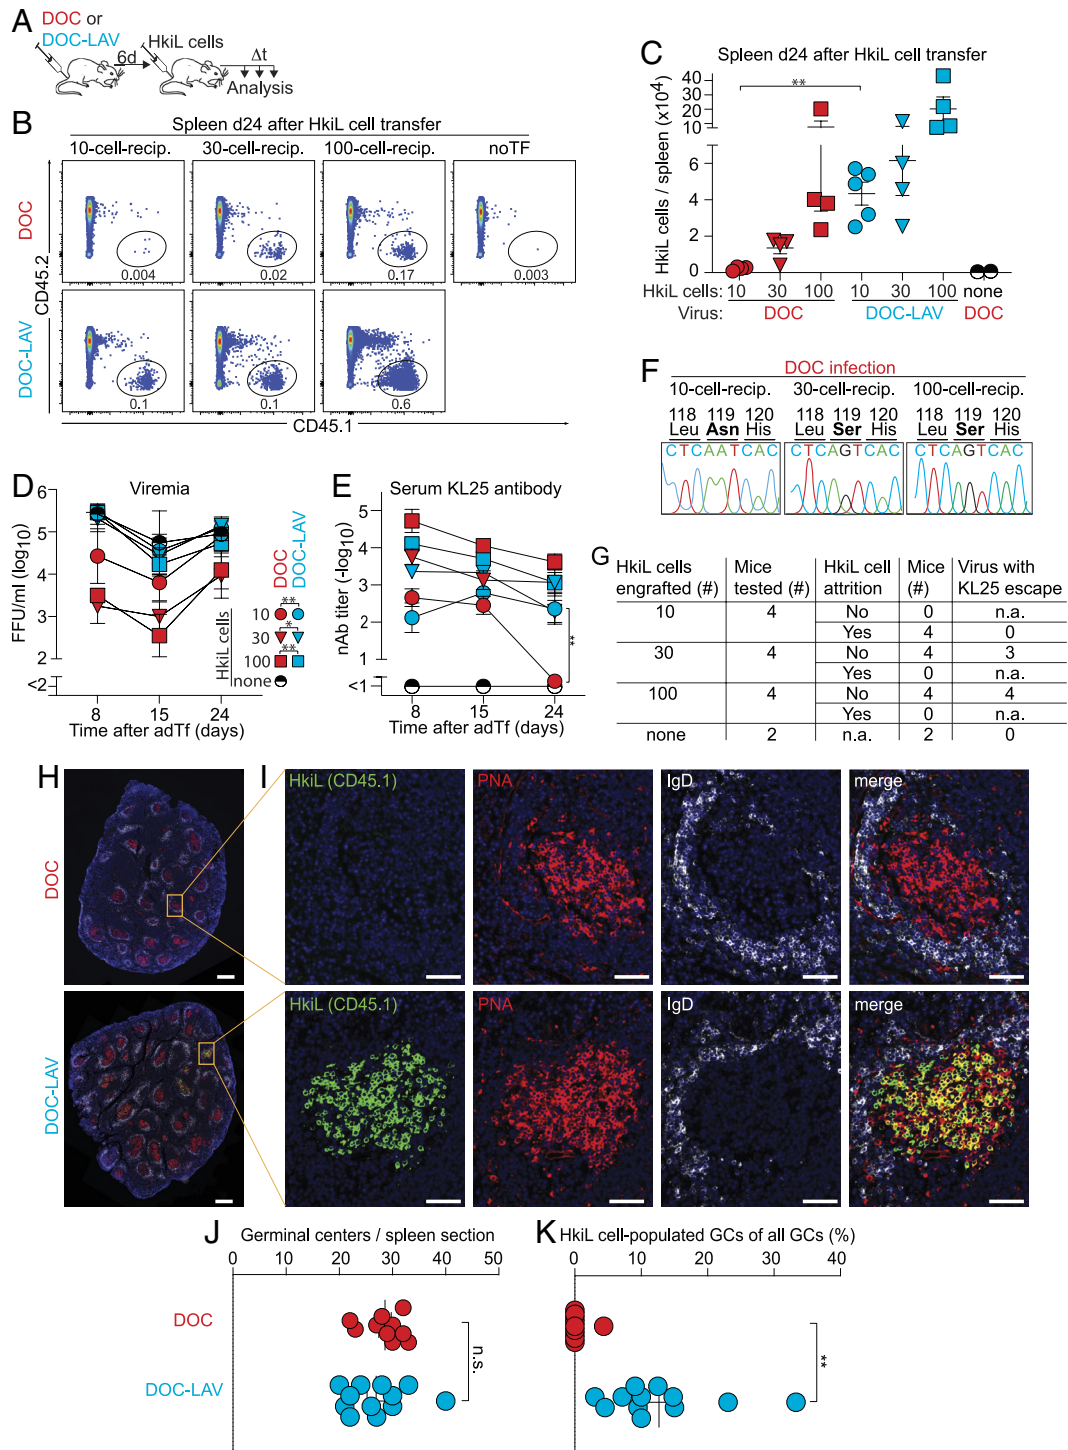 A
DOC or
DOC-LAV
HkiL cells
6d
Δt
Analysis
B
Spleen d24 after HkiL cell transfer
10-cell-recip. 30-cell-recip. 100-cell-recip. noTF
DOC
0.004 0.02 0.17 0.003
DOC-LAV
0.1 0.1 0.6
CD45.2
CD45.1
C
Spleen d24 after HkiL cell transfer
HkiL cells / spleen (x10⁴)
40
30
20
10
6
4
2
0
**
HkiL cells: 10 30 100 10 30 100 none
Virus: DOC DOC-LAV DOC
F
DOC infection
10-cell-recip. 30-cell-recip. 100-cell-recip.
118 119 120 118 119 120 118 119 120
Leu Asn His Leu Ser His Leu Ser His
CTCAATCAC CTCAGTCAC CTCAGTCAC
D
Viremia
FFU/ml (log₁₀)
6
5
4
3
2
<2
8 15 24
Time after adTf (days)
DOC
DOC-LAV
HkiL cells
10 **
30 *
100 **
none
E
Serum KL25 antibody
nAb titer (-log₁₀)
5
4
3
2
<1
**
8 15 24
Time after adTf (days)
G
HkiL cells engrafted (#) Mice tested (#) HkiL cell attrition Mice (#) Virus with KL25 escape
10 4 No 0 n.a.
Yes 4 0
30 4 No 4 3
Yes 0 n.a.
100 4 No 4 4
Yes 0 n.a.
none 2 n.a. 2 0
H
DOC
DOC-LAV
I
HkiL (CD45.1) PNA IgD merge
HkiL (CD45.1) PNA IgD merge
J
Germinal centers / spleen section
0 10 20 30 40 50
DOC
DOC-LAV
n.s.
K
HkiL cell-populated GCs of all GCs (%)
0 10 20 30 40
**